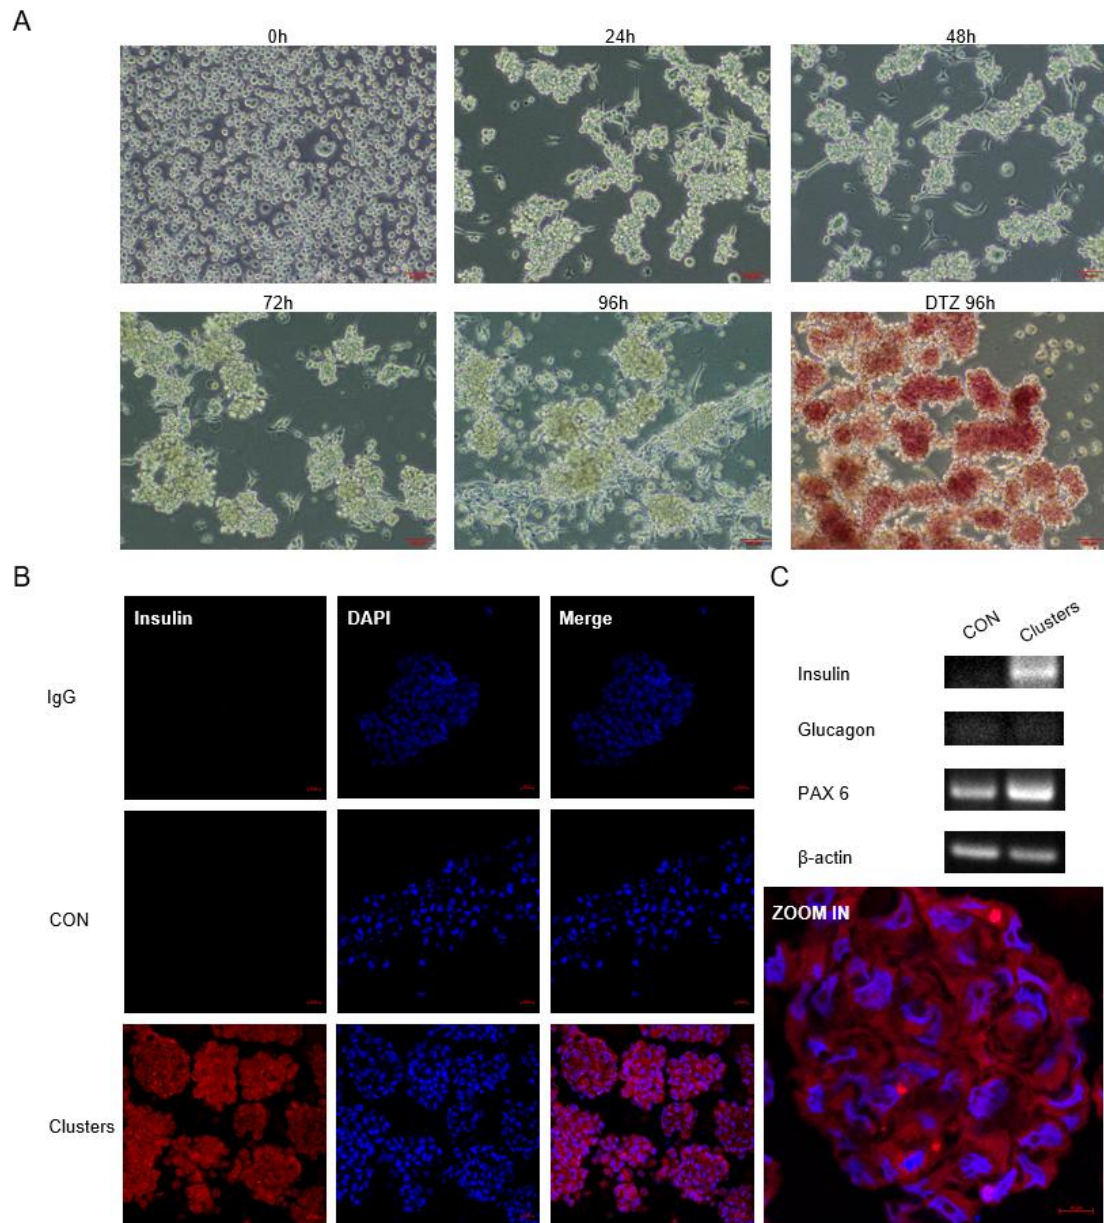 A
0h 24h 48h
72h 96h DTZ 96h
B
C
Insulin DAPI Merge
IgG
CON
Clusters
CON Clusters
Insulin
Glucagon
PAX 6
β-actin
ZOOM IN